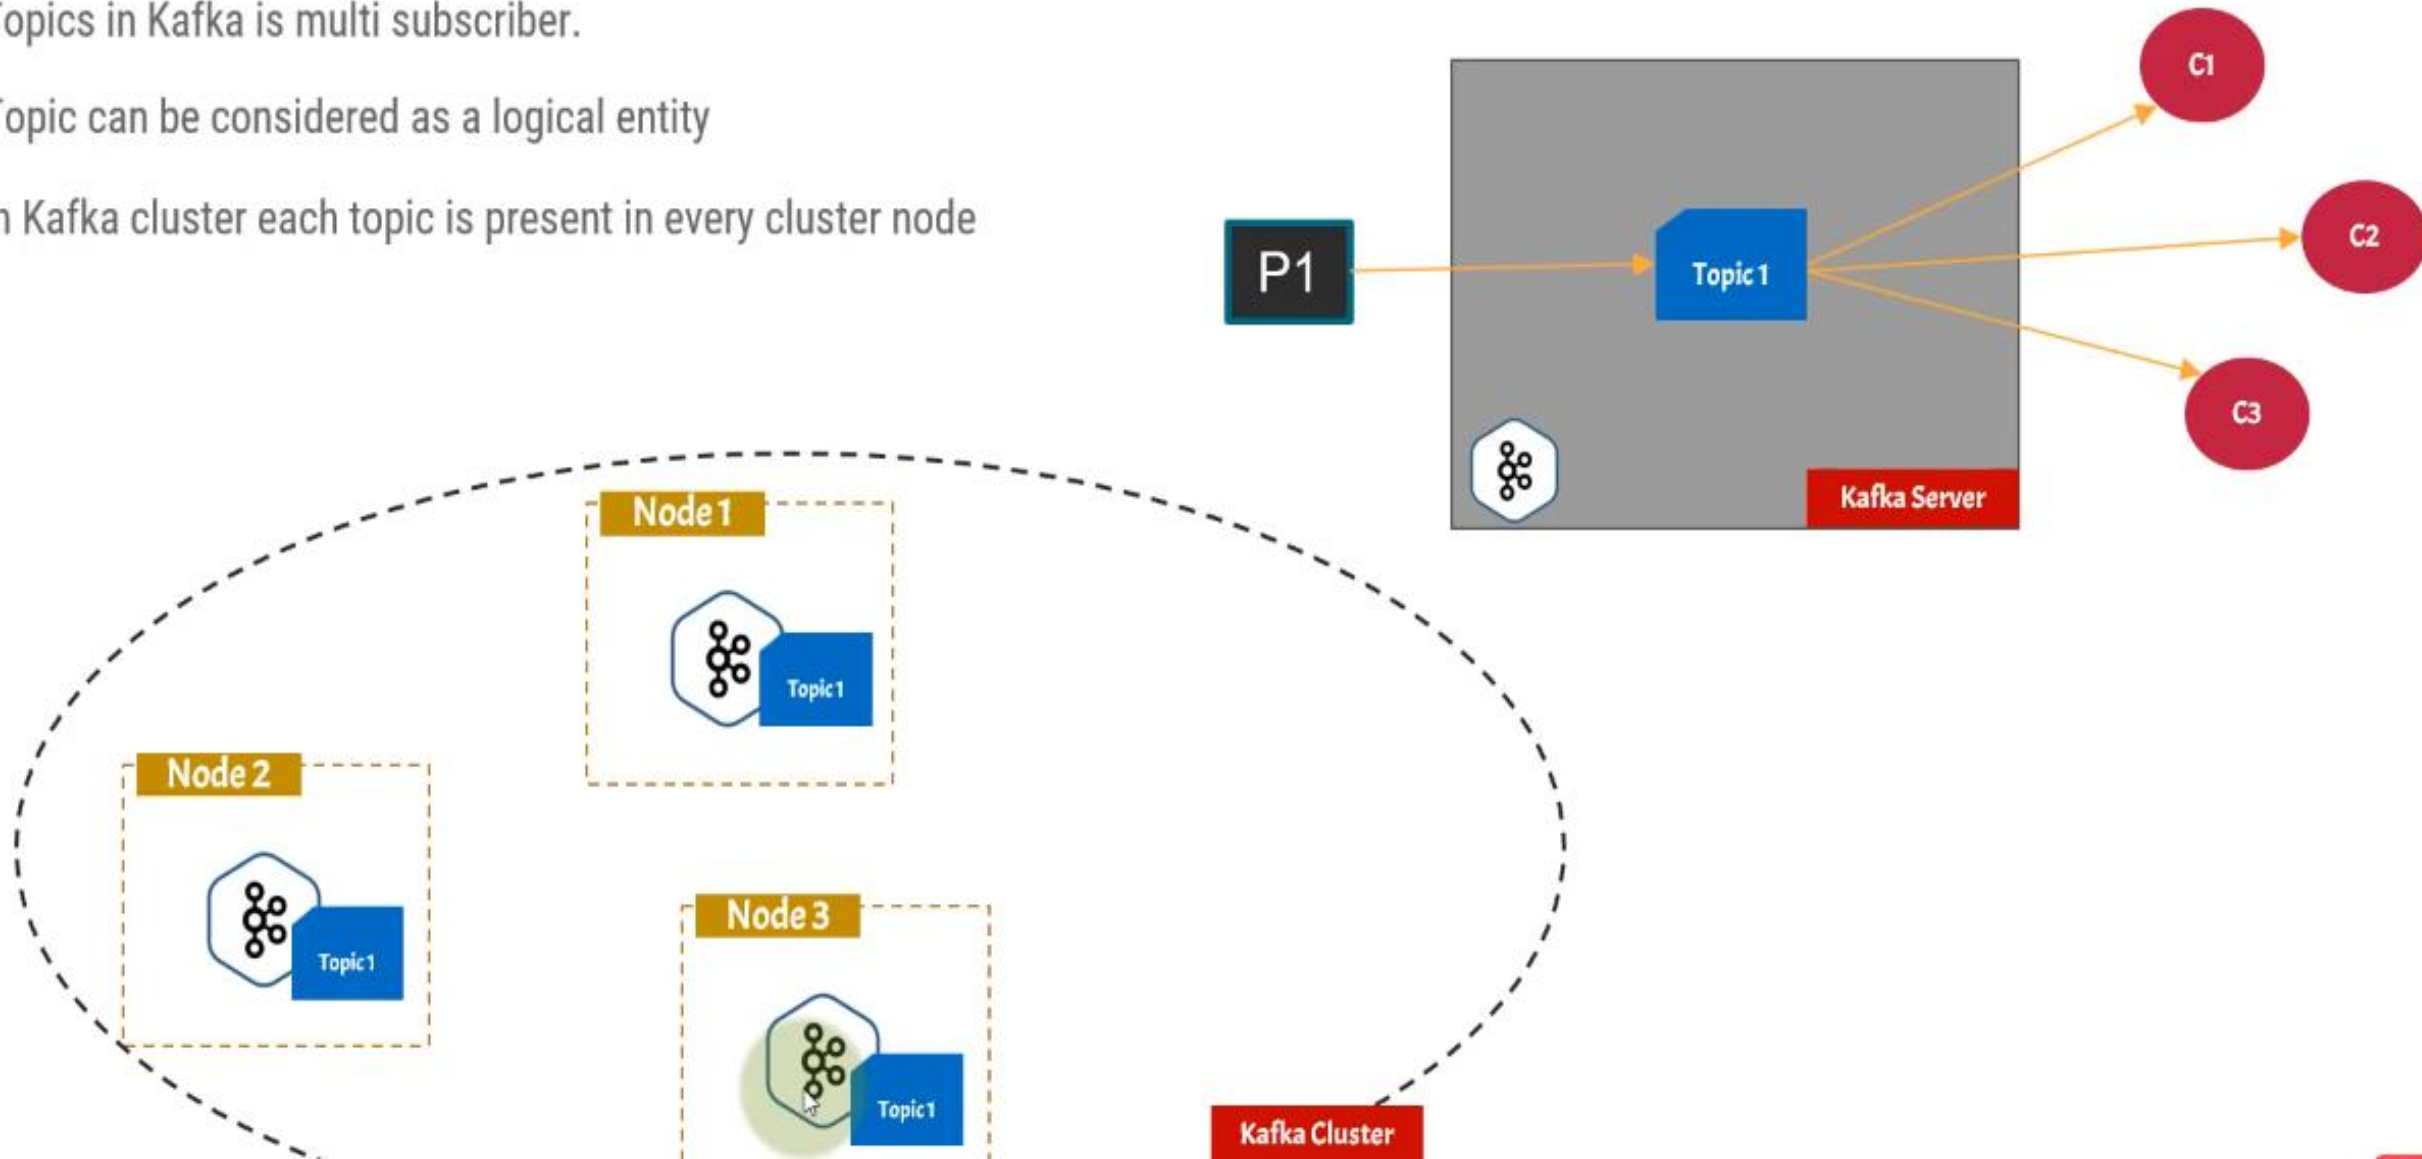 opics in Kafka is multi subscriber.
opic can be considered as a logical entity
n Kafka cluster each topic is present in every cluster node
C1
C2
P1
Topic 1
C3
Kafka Server
Node 1
Topic 1
Node 2
Topic 1
Node 3
Topic 1
Kafka Cluster